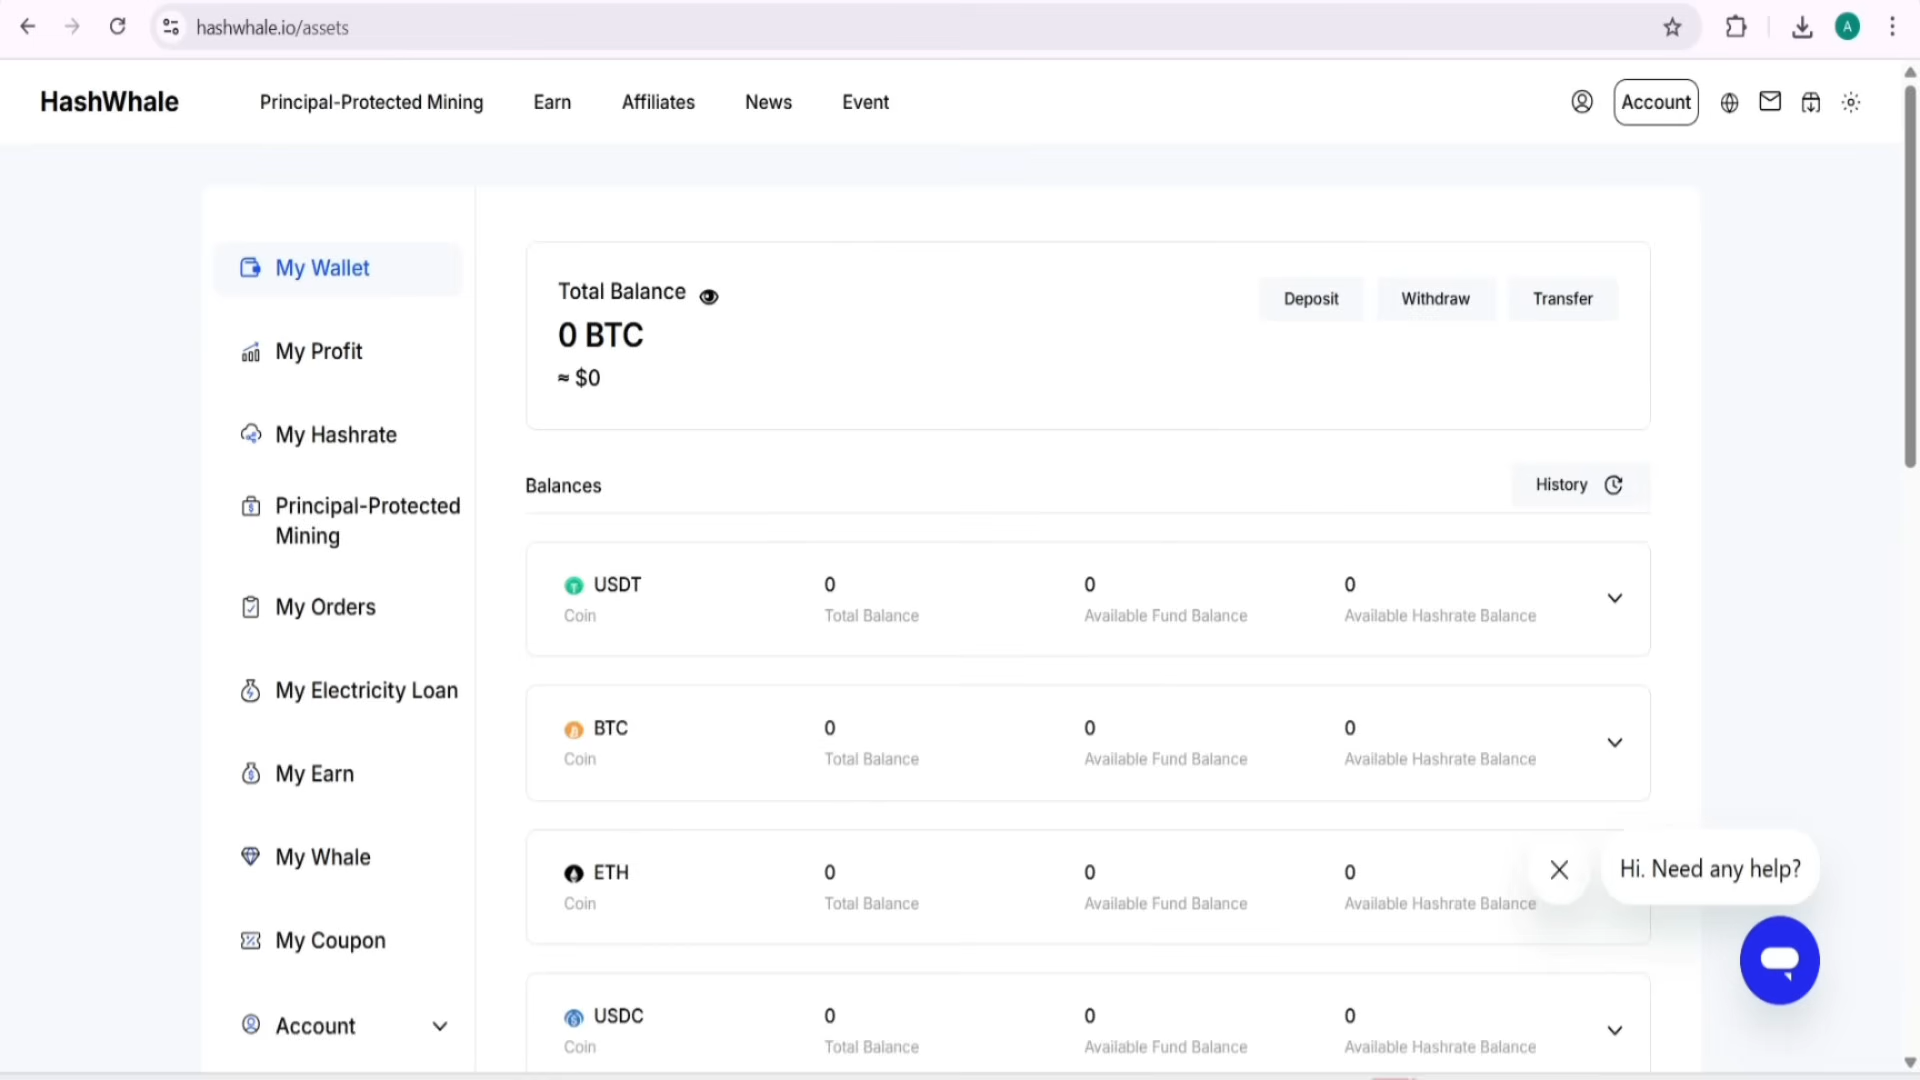 hashwhale.io/assets
A
HashWhale
Principal-Protected Mining
Earn
Affiliates
News
Event
Account
My Wallet
My Profit
My Hashrate
Principal-Protected
Mining
My Orders
My Electricity Loan
My Earn
My Whale
My Coupon
Account
Total Balance
0 BTC
≈ $0
Deposit
Withdraw
Transfer
Balances
History
USDT 0 0 0
Coin Total Balance Available Fund Balance Available Hashrate Balance
BTC 0 0 0
Coin Total Balance Available Fund Balance Available Hashrate Balance
ETH 0 0 0
Coin Total Balance Available Fund Balance Available Hashrate Balance
USDC 0 0 0
Coin Total Balance Available Fund Balance Available Hashrate Balance
Hi. Need any help?